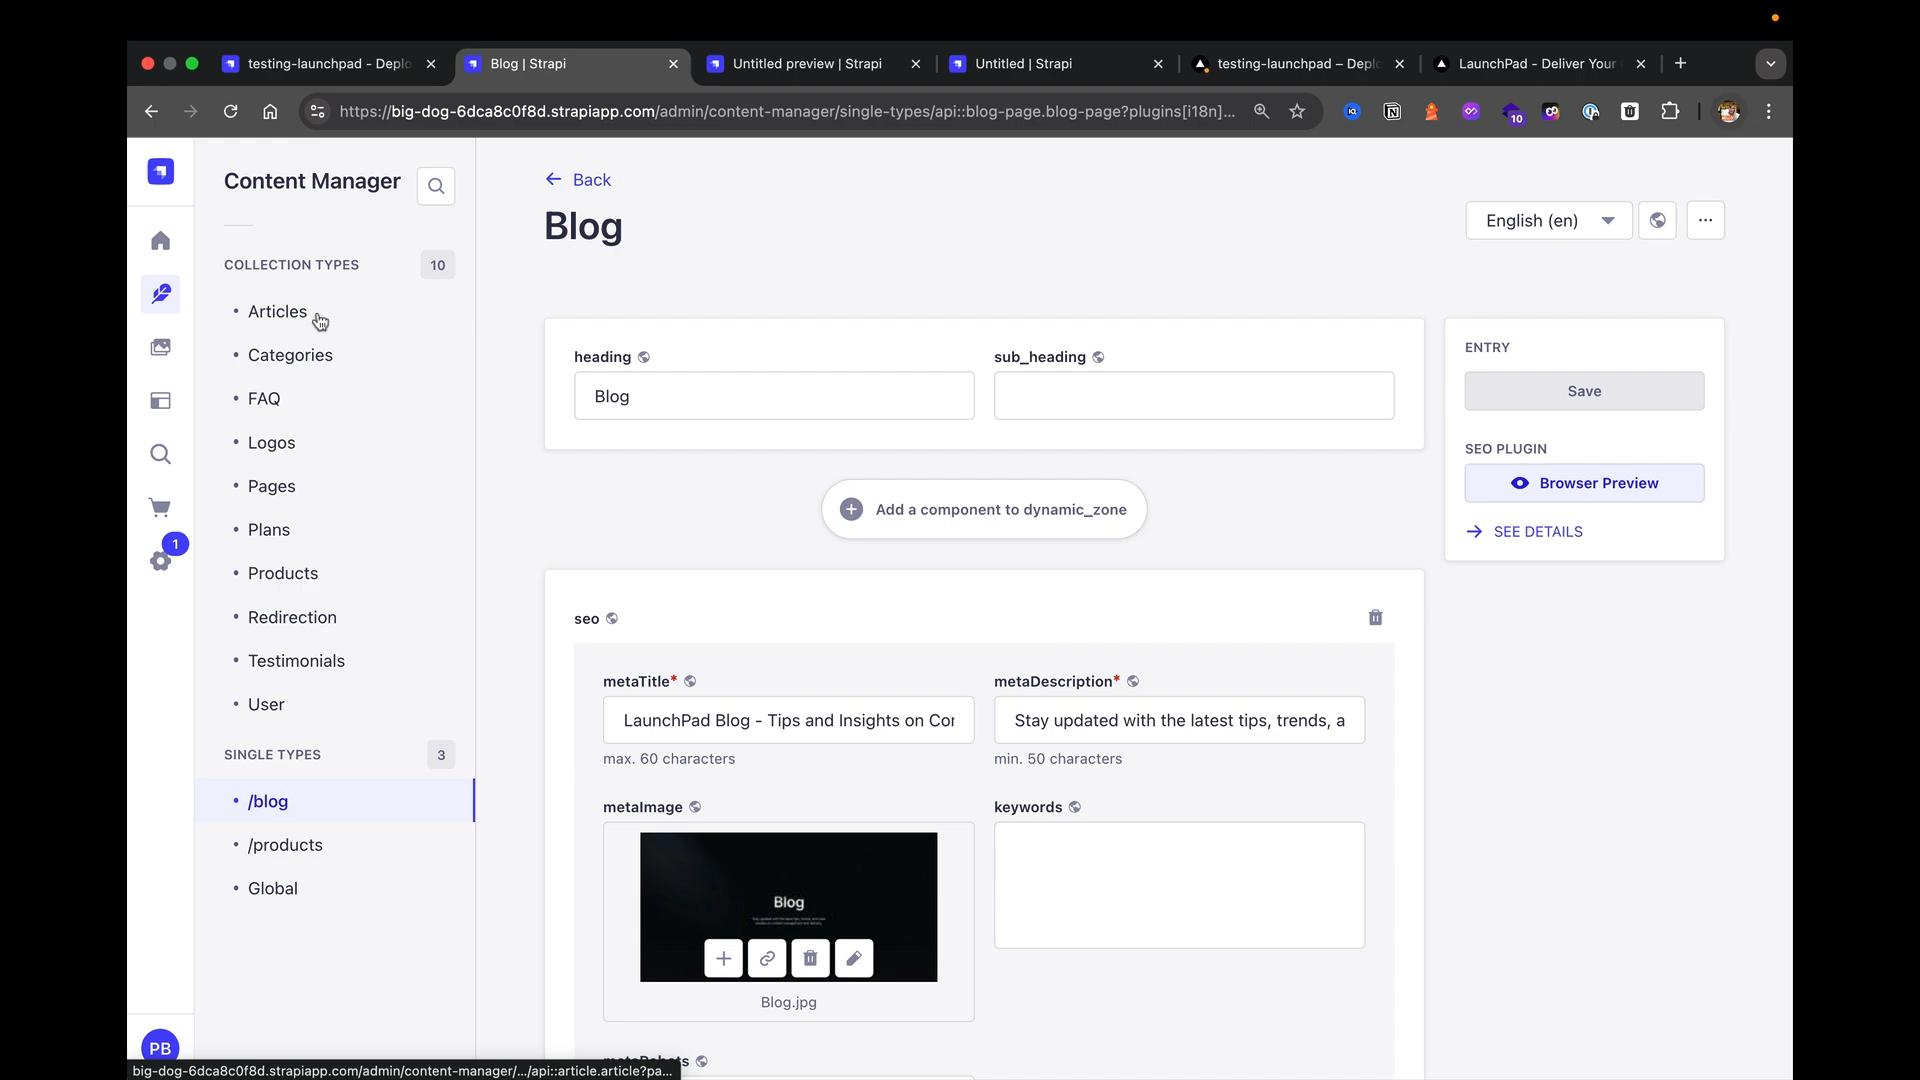 testing-launchpad - Deplo
Blog | Strapi
Untitled preview | Strapi
Untitled | Strapi
testing-launchpad – Deplo
LaunchPad - Deliver Your
https://big-dog-6dca8c0f8d.strapiapp.com/admin/content-manager/single-types/api::blog-page.blog-page?plugins[i18n]...
10
Content Manager
COLLECTION TYPES
10
Articles
Categories
FAQ
Logos
Pages
Plans
Products
Redirection
Testimonials
User
SINGLE TYPES
3
/blog
/products
Global
1
PB
Back
Blog
English (en)
heading
Blog
sub_heading
Add a component to dynamic_zone
seo
metaTitle*
LaunchPad Blog - Tips and Insights on Cor
max. 60 characters
metaDescription*
Stay updated with the latest tips, trends, a
min. 50 characters
metaImage
Blog
Blog.jpg
keywords
metaRobots
ENTRY
Save
SEO PLUGIN
Browser Preview
SEE DETAILS
big-dog-6dca8c0f8d.strapiapp.com/admin/content-manager/.../api::article.article?pa...